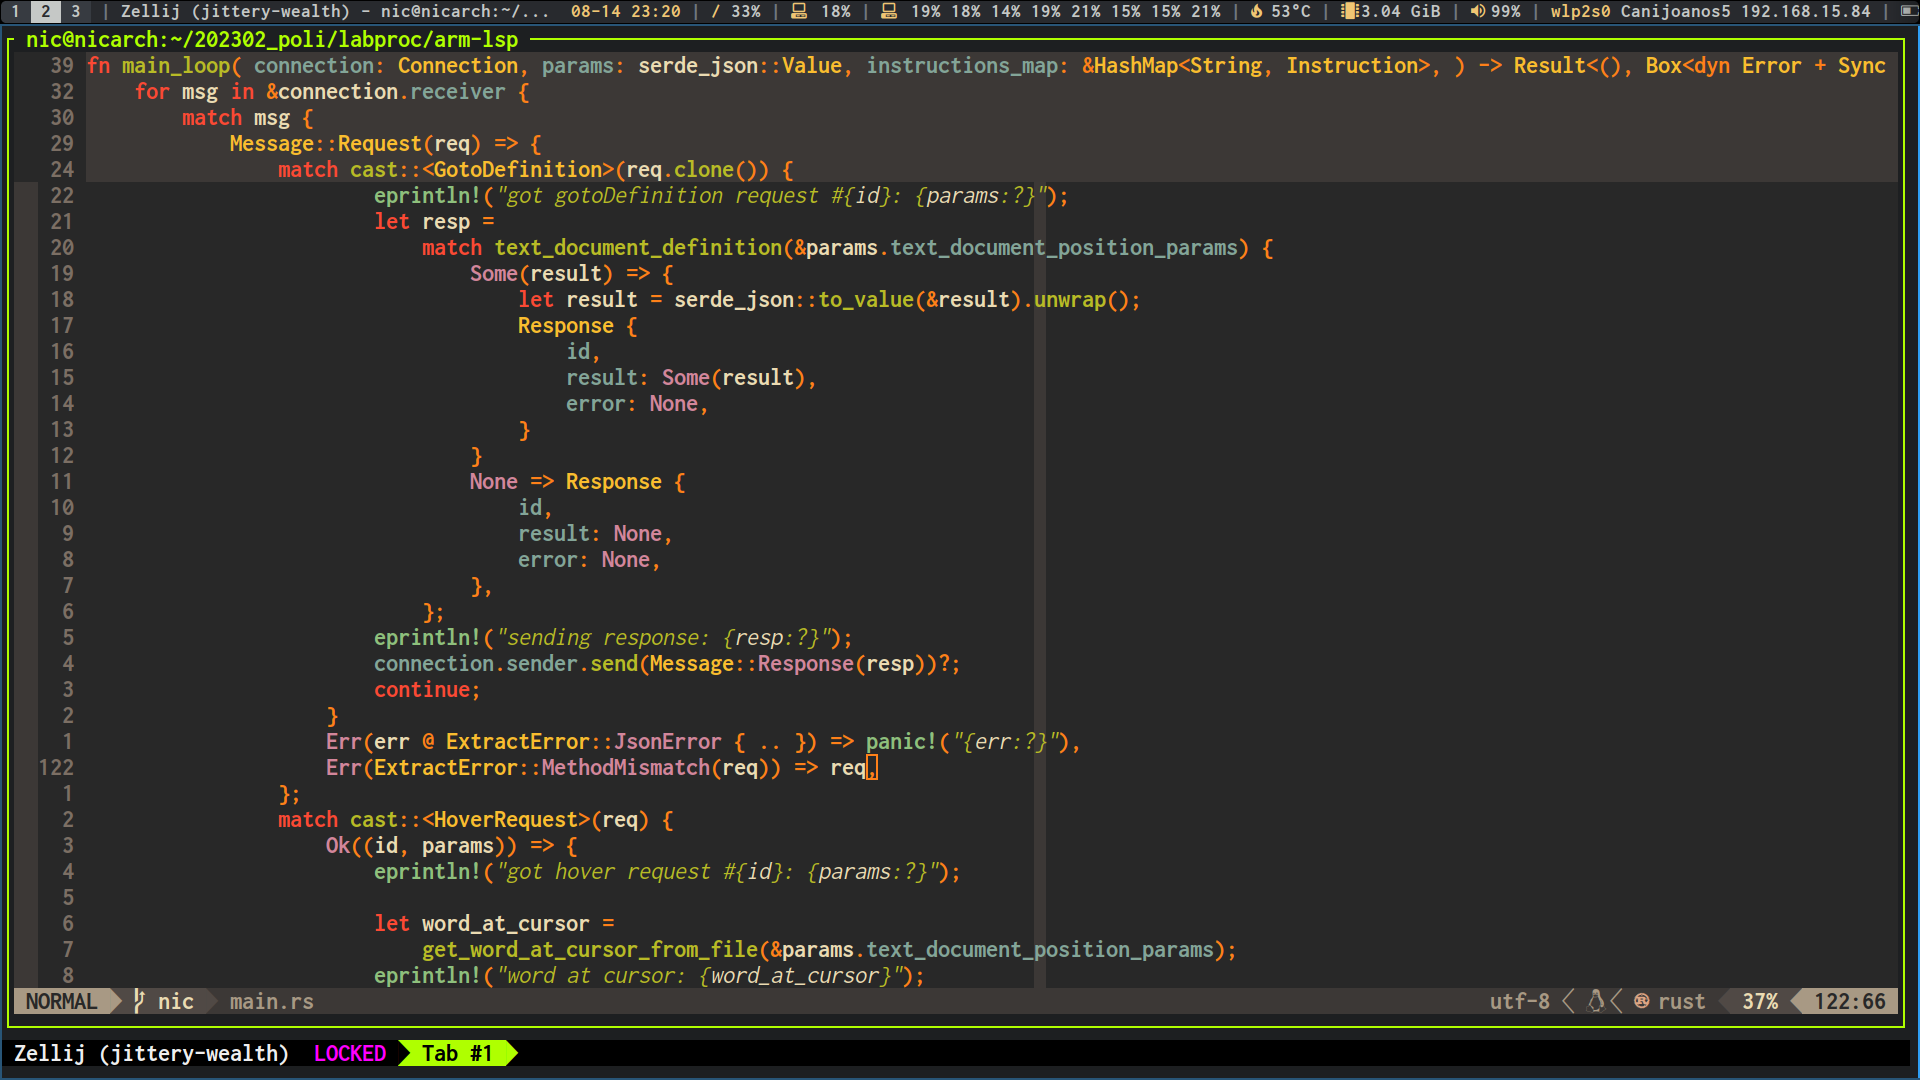 1 2 3 | Zellij (jittery-wealth) - nic@nicarch:~/... 08-14 23:20 | / 33% | 18% | 19% 18% 14% 19% 21% 15% 15% 21% | 53°C | 3.04 GiB | 99% | wlp2s0 Canijoanos5 192.168.15.84 |
nic@nicarch:~/202302_poli/labproc/arm-lsp
39 fn main_loop( connection: Connection, params: serde_json::Value, instructions_map: &HashMap<String, Instruction>, ) -> Result<(), Box<dyn Error + Sync
32     for msg in &connection.receiver {
30         match msg {
29             Message::Request(req) => {
24                 match cast::<GotoDefinition>(req.clone()) {
22                         eprintln!("got gotoDefinition request #{id}: {params:?}");
21                         let resp =
20                             match text_document_definition(&params.text_document_position_params) {
19                                 Some(result) => {
18                                     let result = serde_json::to_value(&result).unwrap();
17                                     Response {
16                                         id,
15                                         result: Some(result),
14                                         error: None,
13                                     }
12                                 }
11                                 None => Response {
10                                     id,
9                                     result: None,
8                                     error: None,
7                                 },
6                             };
5                         eprintln!("sending response: {resp:?}");
4                         connection.sender.send(Message::Response(resp))?;
3                         continue;
2                     }
1                     Err(err @ ExtractError::JsonError { .. }) => panic!("{err:?}"),
122                     Err(ExtractError::MethodMismatch(req)) => req,
1                 };
2                 match cast::<HoverRequest>(req) {
3                     Ok((id, params)) => {
4                         eprintln!("got hover request #{id}: {params:?}");
5
6                         let word_at_cursor =
7                             get_word_at_cursor_from_file(&params.text_document_position_params);
8                         eprintln!("word at cursor: {word_at_cursor}");
NORMAL nic main.rs utf-8 rust 37% 122:66
Zellij (jittery-wealth) LOCKED Tab #1